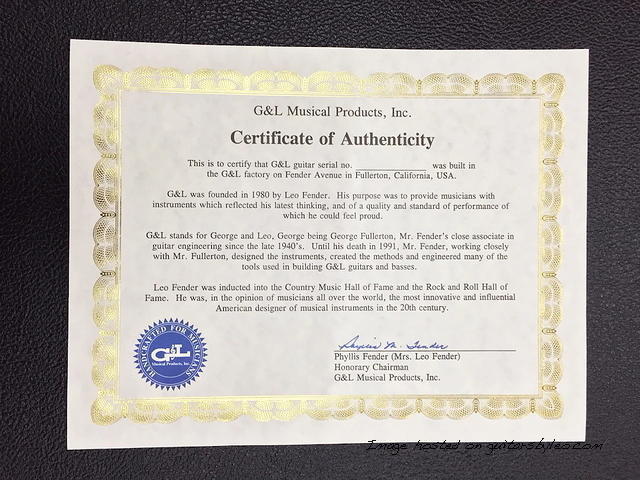 G&L Musical Products, Inc.
Certificate of Authenticity
This is to certify that G&L guitar serial no. _______________ was built in
the G&L factory on Fender Avenue in Fullerton, California, USA.
G&L was founded in 1980 by Leo Fender. His purpose was to provide musicians with
instruments which reflected his latest thinking, and of a quality and standard of performance of
which he could feel proud.
G&L stands for George and Leo, George being George Fullerton, Mr. Fender's close associate in
guitar engineering since the late 1940's. Until his death in 1991, Mr. Fender, working closely
with Mr. Fullerton, designed the instruments, created the methods and engineered many of the
tools used in building G&L guitars and basses.
Leo Fender was inducted into the Country Music Hall of Fame and the Rock and Roll Hall of
Fame. He was, in the opinion of musicians all over the world, the most innovative and influential
American designer of musical instruments in the 20th century.
HANDCRAFTED FOR MUSICIANS
G&L
Musical Products, Inc.
Phyllis M. Fender
Phyllis Fender (Mrs. Leo Fender)
Honorary Chairman
G&L Musical Products, Inc.
Image hosted on guitarsbyleo.com